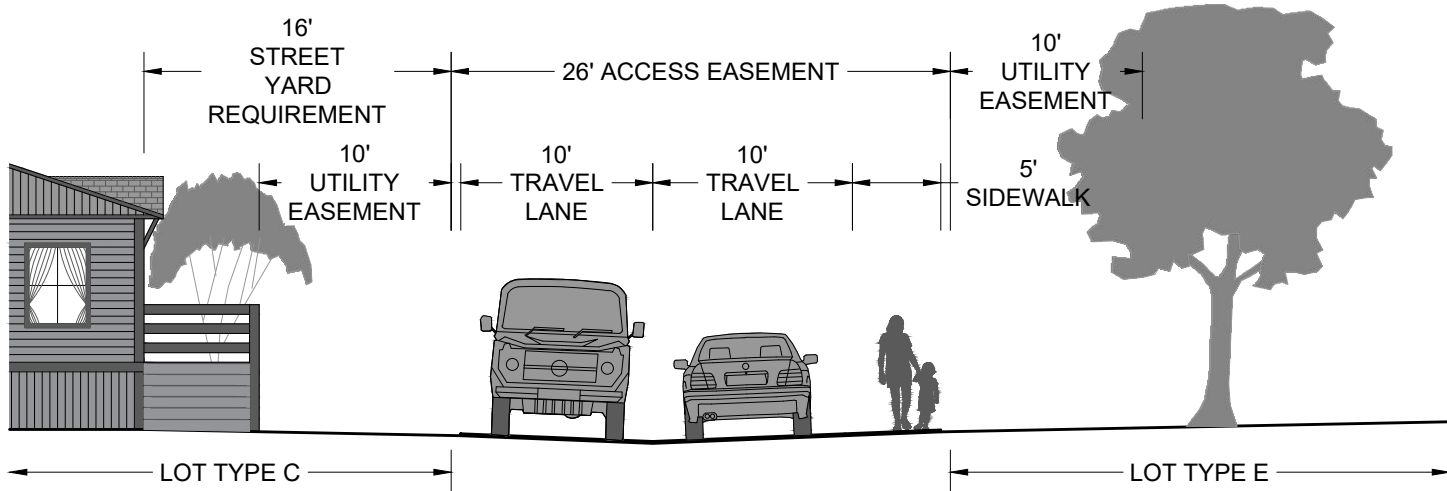 16'
STREET
YARD
REQUIREMENT
26' ACCESS EASEMENT
10'
UTILITY
EASEMENT
10'
UTILITY
EASEMENT
10'
TRAVEL
LANE
10'
TRAVEL
LANE
5'
SIDEWALK
LOT TYPE C
LOT TYPE E